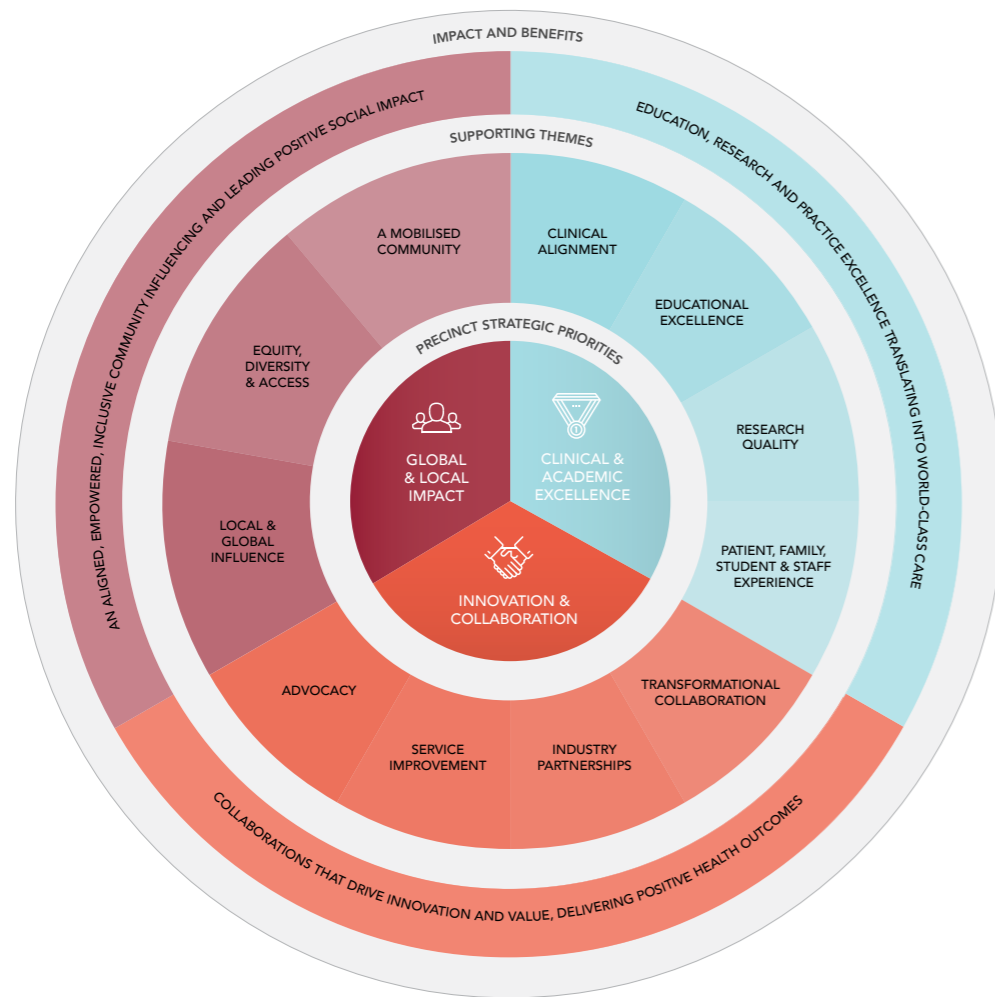 IMPACT AND BENEFITS
AN ALIGNED, EMPOWERED, INCLUSIVE COMMUNITY INFLUENCING AND LEADING POSITIVE SOCIAL IMPACT
EDUCATION, RESEARCH AND PRACTICE EXCELLENCE TRANSLATING INTO WORLD-CLASS CARE
COLLABORATIONS THAT DRIVE INNOVATION AND VALUE, DELIVERING POSITIVE HEALTH OUTCOMES
SUPPORTING THEMES
A MOBILISED
COMMUNITY
CLINICAL
ALIGNMENT
EDUCATIONAL
EXCELLENCE
RESEARCH
QUALITY
PATIENT, FAMILY,
STUDENT & STAFF
EXPERIENCE
TRANSFORMATIONAL
COLLABORATION
INDUSTRY
PARTNERSHIPS
SERVICE
IMPROVEMENT
ADVOCACY
LOCAL &
GLOBAL
INFLUENCE
EQUITY,
DIVERSITY
& ACCESS
PRECINCT STRATEGIC PRIORITIES
GLOBAL
& LOCAL
IMPACT
CLINICAL &
ACADEMIC
EXCELLENCE
1
INNOVATION &
COLLABORATION